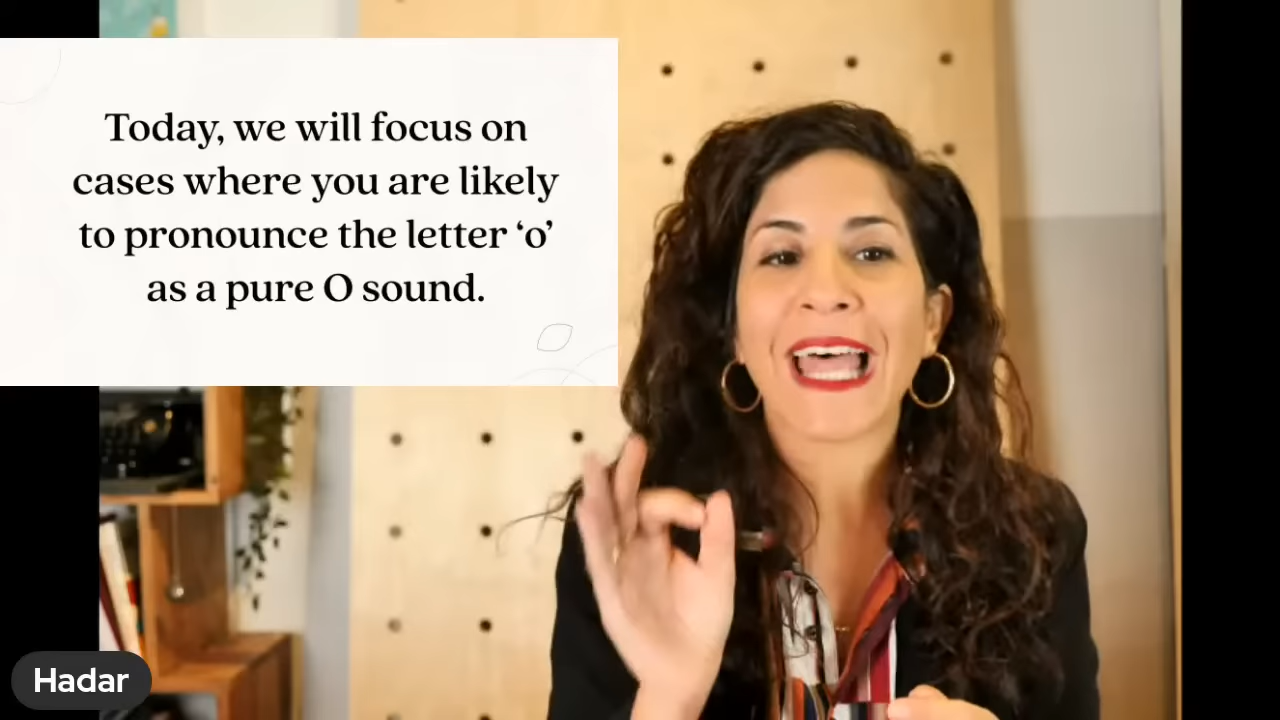 Today, we will focus on
cases where you are likely
to pronounce the letter ‘o’
as a pure O sound.
Hadar